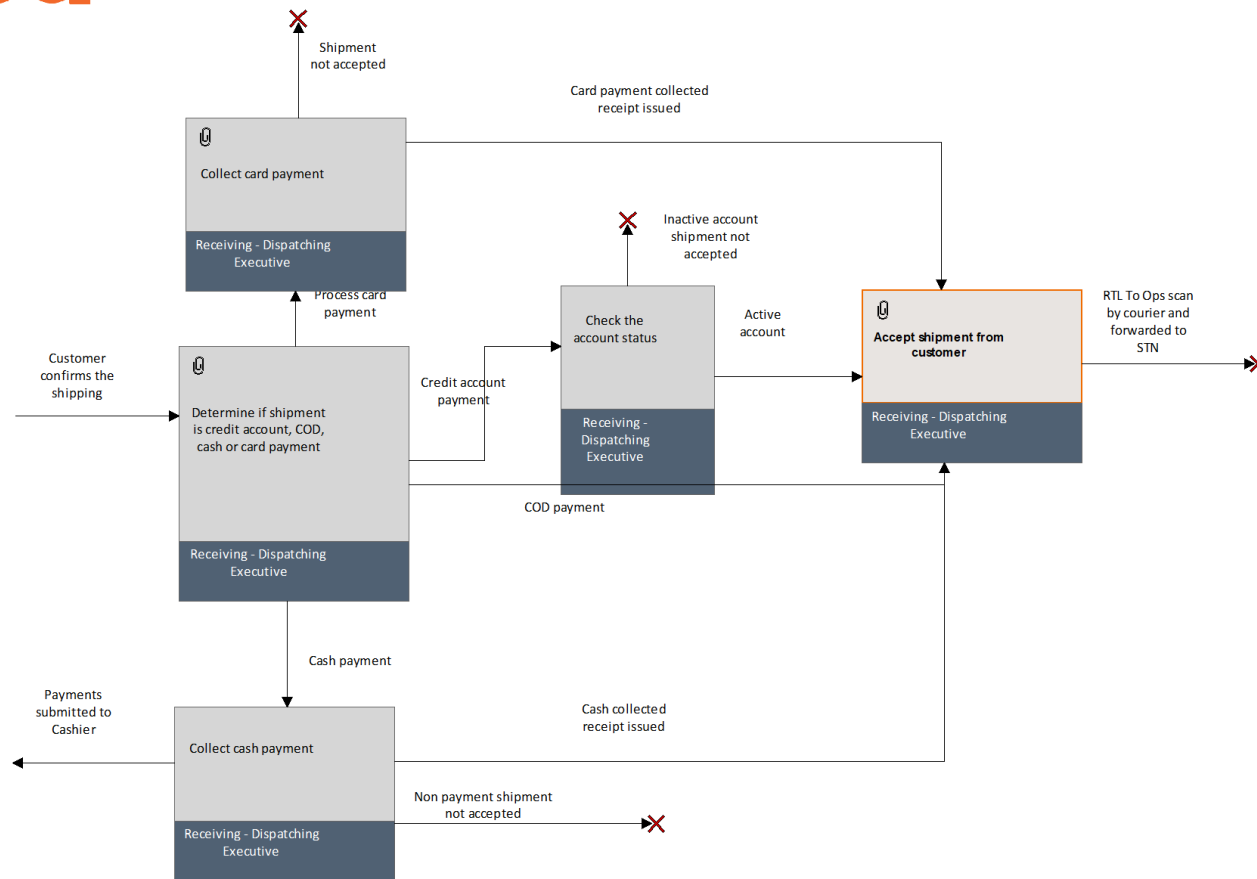 Shipment
not accepted
Card payment collected
receipt issued
Collect card payment
Receiving - Dispatching
Executive
Process card
payment
Inactive account
shipment not
accepted
Check the
account status
Receiving -
Dispatching
Executive
Active
account
Accept shipment from
customer
Receiving - Dispatching
Executive
RTL To Ops scan
by courier and
forwarded to
STN
Customer
confirms the
shipping
Determine if shipment
is credit account, COD,
cash or card payment
Receiving - Dispatching
Executive
Credit account
payment
COD payment
Cash payment
Payments
submitted to
Cashier
Collect cash payment
Receiving - Dispatching
Executive
Cash collected
receipt issued
Non payment shipment
not accepted